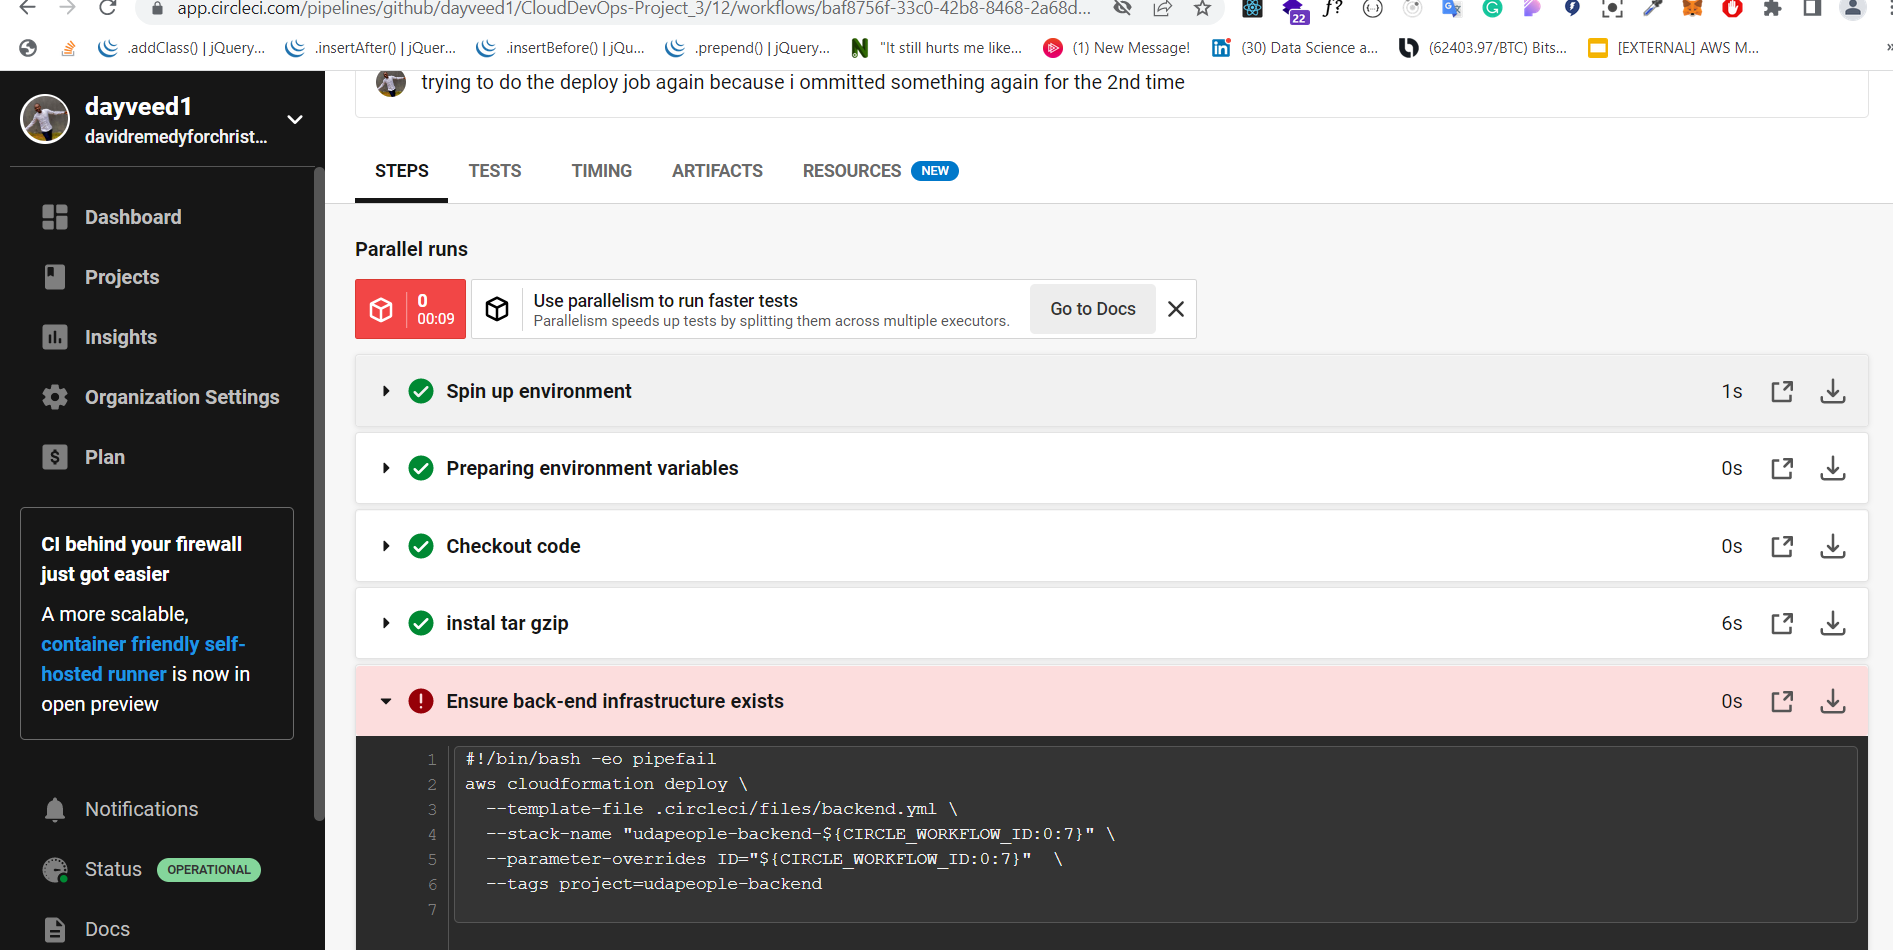 app.circleci.com/pipelines/github/dayveed1/CloudDevOps-Project_3/12/workflows/baf8756f-33c0-42b8-8468-2a68d...
22
f?
.addClass() | jQuery...
.insertAfter() | jQuer...
.insertBefore() | jQu...
.prepend() | jQuery...
"It still hurts me like...
(1) New Message!
(30) Data Science a...
(62403.97/BTC) Bits...
[EXTERNAL] AWS M...
»
dayveed1
davidremedyforchrist...
Dashboard
Projects
Insights
Organization Settings
Plan
CI behind your firewall
just got easier
A more scalable,
container friendly self-
hosted runner is now in
open preview
Notifications
Status OPERATIONAL
Docs
trying to do the deploy job again because i ommitted something again for the 2nd time
STEPS TESTS TIMING ARTIFACTS RESOURCES NEW
Parallel runs
0
00:09
Use parallelism to run faster tests
Parallelism speeds up tests by splitting them across multiple executors.
Go to Docs
Spin up environment 1s
Preparing environment variables 0s
Checkout code 0s
instal tar gzip 6s
Ensure back-end infrastructure exists 0s
1 #!/bin/bash -eo pipefail
2 aws cloudformation deploy \
3 --template-file .circleci/files/backend.yml \
4 --stack-name "udapeople-backend-${CIRCLE_WORKFLOW_ID:0:7}" \
5 --parameter-overrides ID="${CIRCLE_WORKFLOW_ID:0:7}"  \
6 --tags project=udapeople-backend
7